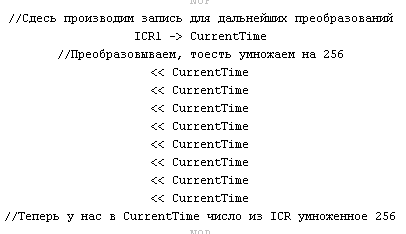 NOP
//Сдесь производим запись для дальнейших преобразований
ICR1 -> CurrentTime
//Преобразовываем, тоесть умножаем на 256
<< CurrentTime
<< CurrentTime
<< CurrentTime
<< CurrentTime
<< CurrentTime
<< CurrentTime
<< CurrentTime
<< CurrentTime
//Теперь у нас в CurrentTime число из ICR умноженное 256
NOP